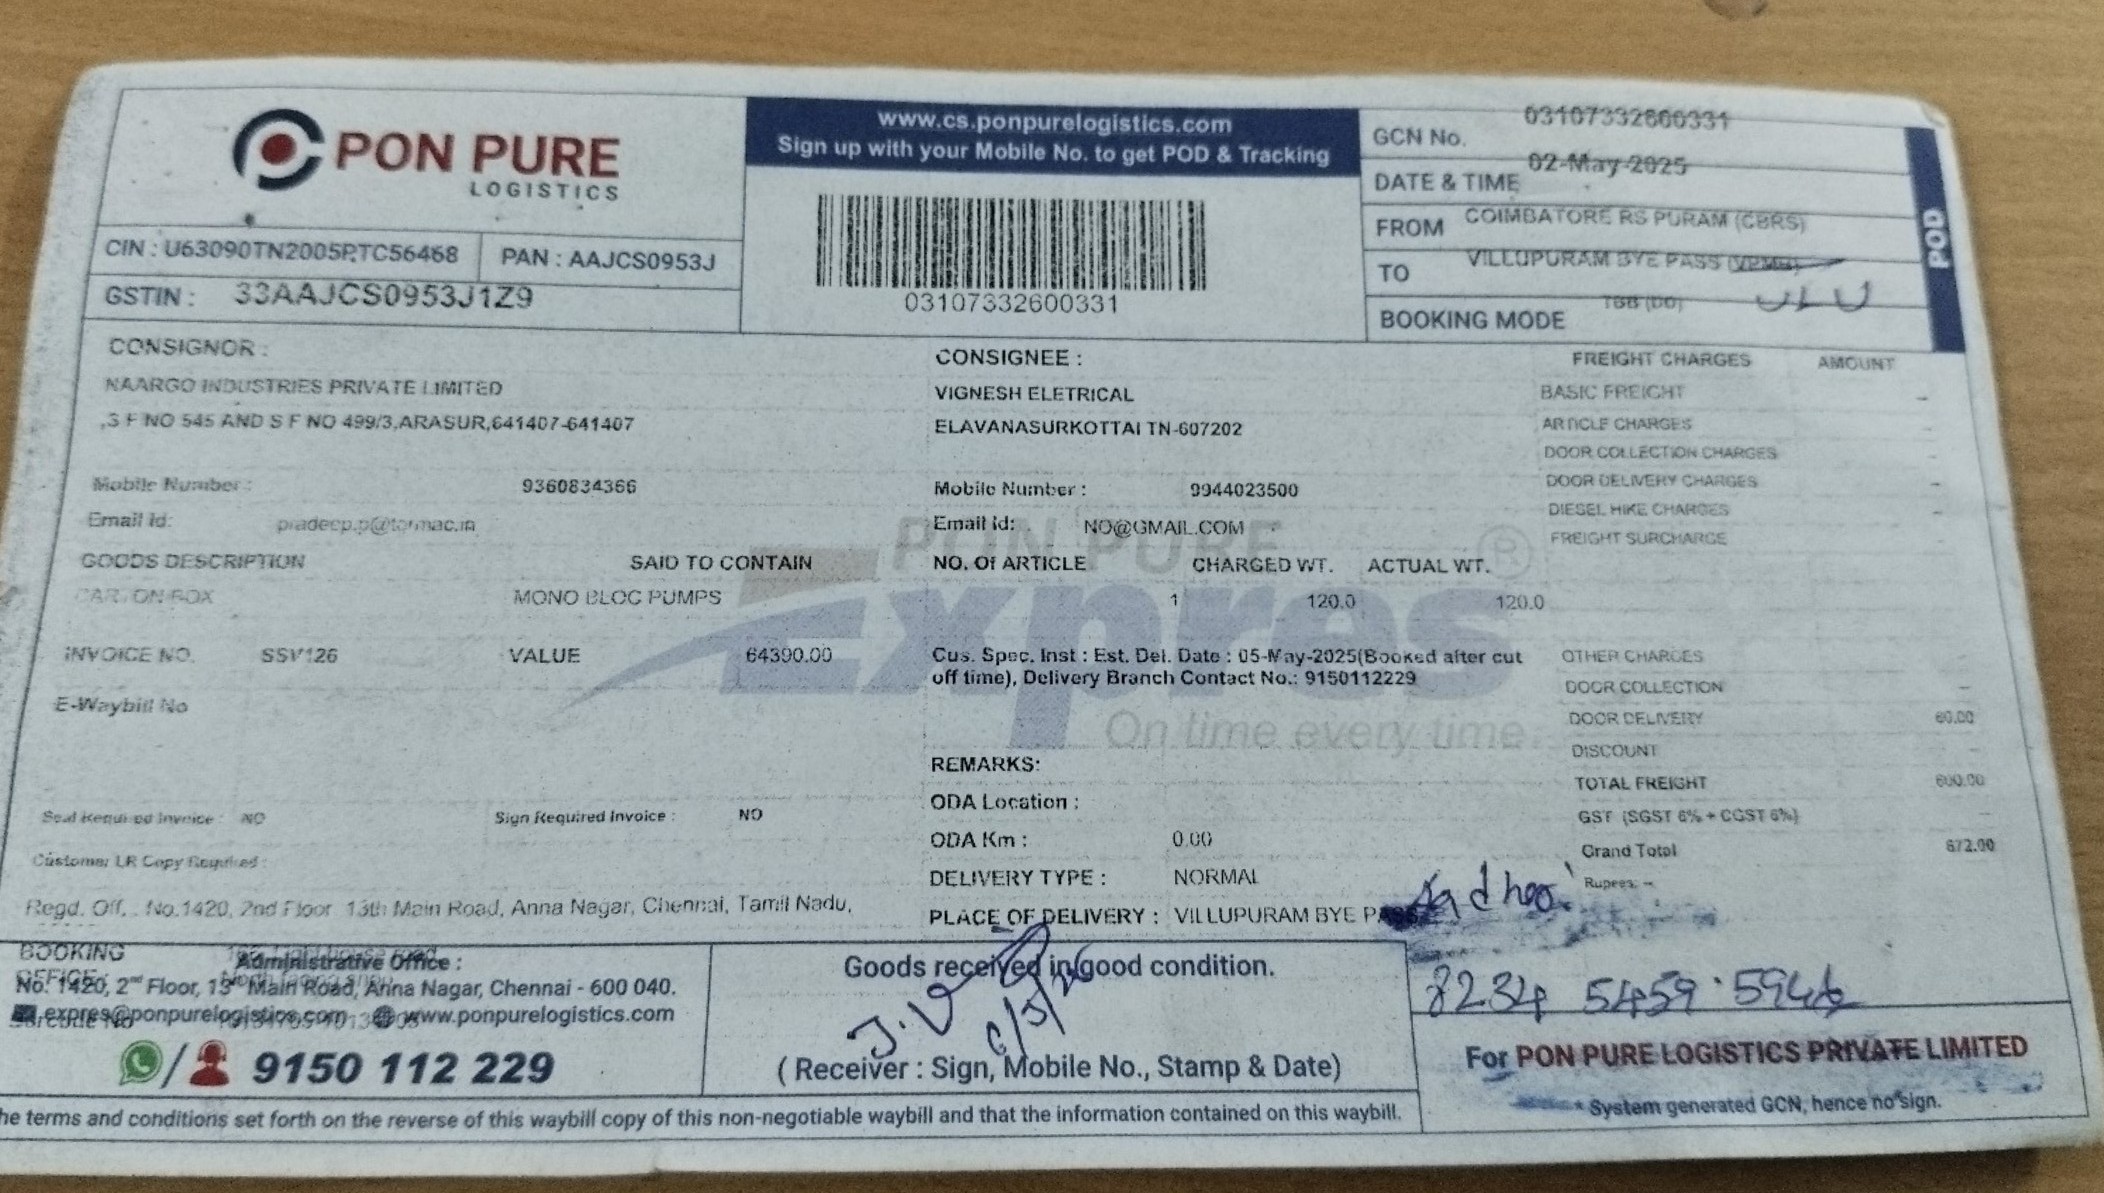 PON PURE
LOGISTICS
www.cs.ponpurelogistics.com
Sign up with your Mobile No. to get POD & Tracking
03107332600331
GCN No. 03107332600331
DATE & TIME 02-May-2025
FROM COIMBATORE RS PURAM (CBRS)
TO VILLUPURAM BYE PASS
ULU
BOOKING MODE TBB (DO)
POD
CIN : U63090TN2005PTC56468 PAN : AAJCS0953J
GSTIN : 33AAJCS0953J1Z9
CONSIGNOR :
NAARGO INDUSTRIES PRIVATE LIMITED
,S F NO 545 AND S F NO 499/3,ARASUR,641407-641407
Mobile Number : 9360834366
Email Id:
CONSIGNEE :
VIGNESH ELETRICAL
ELAVANASURKOTTAI TN-607202
Mobile Number : 9944023500
Email Id: NO@GMAIL.COM
FREIGHT CHARGES AMOUNT
BASIC FREIGHT -
ARTICLE CHARGES -
DOOR COLLECTION CHARGES -
DOOR DELIVERY CHARGES -
DIESEL HIKE CHARGES -
FREIGHT SURCHARGE -
GOODS DESCRIPTION SAID TO CONTAIN NO. Of ARTICLE CHARGED WT. ACTUAL WT.
CARTON BOX MONO BLOC PUMPS 1 120.0 120.0
PON PURE ®
Expres
On time every time
INVOICE NO. SSV126 VALUE 64390.00
E-Waybill No
Cus. Spec. Inst : Est. Del. Date : 05-May-2025(Booked after cut
off time), Delivery Branch Contact No.: 9150112229
OTHER CHARGES
DOOR COLLECTION -
DOOR DELIVERY 60.00
DISCOUNT -
TOTAL FREIGHT 600.00
GST (SGST 6% + CGST 6%) -
Grand Total 672.00
Rupees: -
REMARKS:
ODA Location :
ODA Km : 0.00
DELIVERY TYPE : NORMAL
PLACE OF DELIVERY : VILLUPURAM BYE PASS
Seal Required Invoice : NO Sign Required Invoice : NO
Customer LR Copy Required :
Regd. Off. : No.1420, 2nd Floor 13th Main Road, Anna Nagar, Chennai, Tamil Nadu,
BOOKING
OFFICE:
Administrative Office :
No. 1420, 2nd Floor, 13th Main Road, Anna Nagar, Chennai - 600 040.
expres@ponpurelogistics.com www.ponpurelogistics.com
9150 112 229
Goods received in good condition.
( Receiver : Sign, Mobile No., Stamp & Date)
8234 5459 5946
For PON PURE LOGISTICS PRIVATE LIMITED
* System generated GCN, hence no sign.
he terms and conditions set forth on the reverse of this waybill copy of this non-negotiable waybill and that the information contained on this waybill.